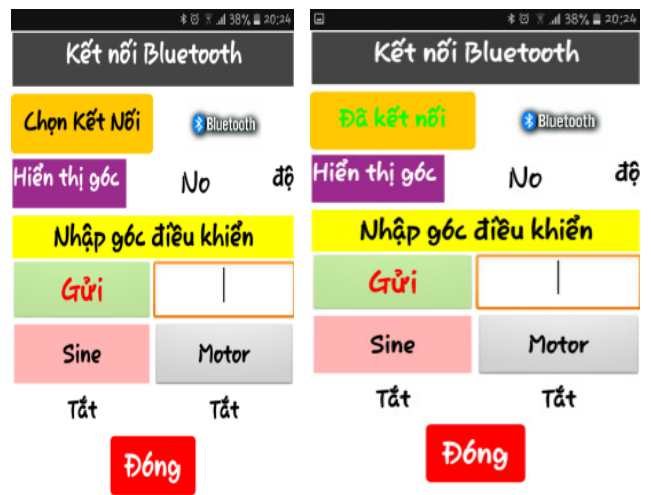 38% 20:24
Kết nối Bluetooth
Chọn Kết Nối Bluetooth
Hiển thị góc No độ
Nhập góc điều khiển
Gửi
Sine Motor
Tắt Tắt
Đóng
38% 20:24
Kết nối Bluetooth
Đã kết nối Bluetooth
Hiển thị góc No độ
Nhập góc điều khiển
Gửi
Sine Motor
Tắt Tắt
Đóng